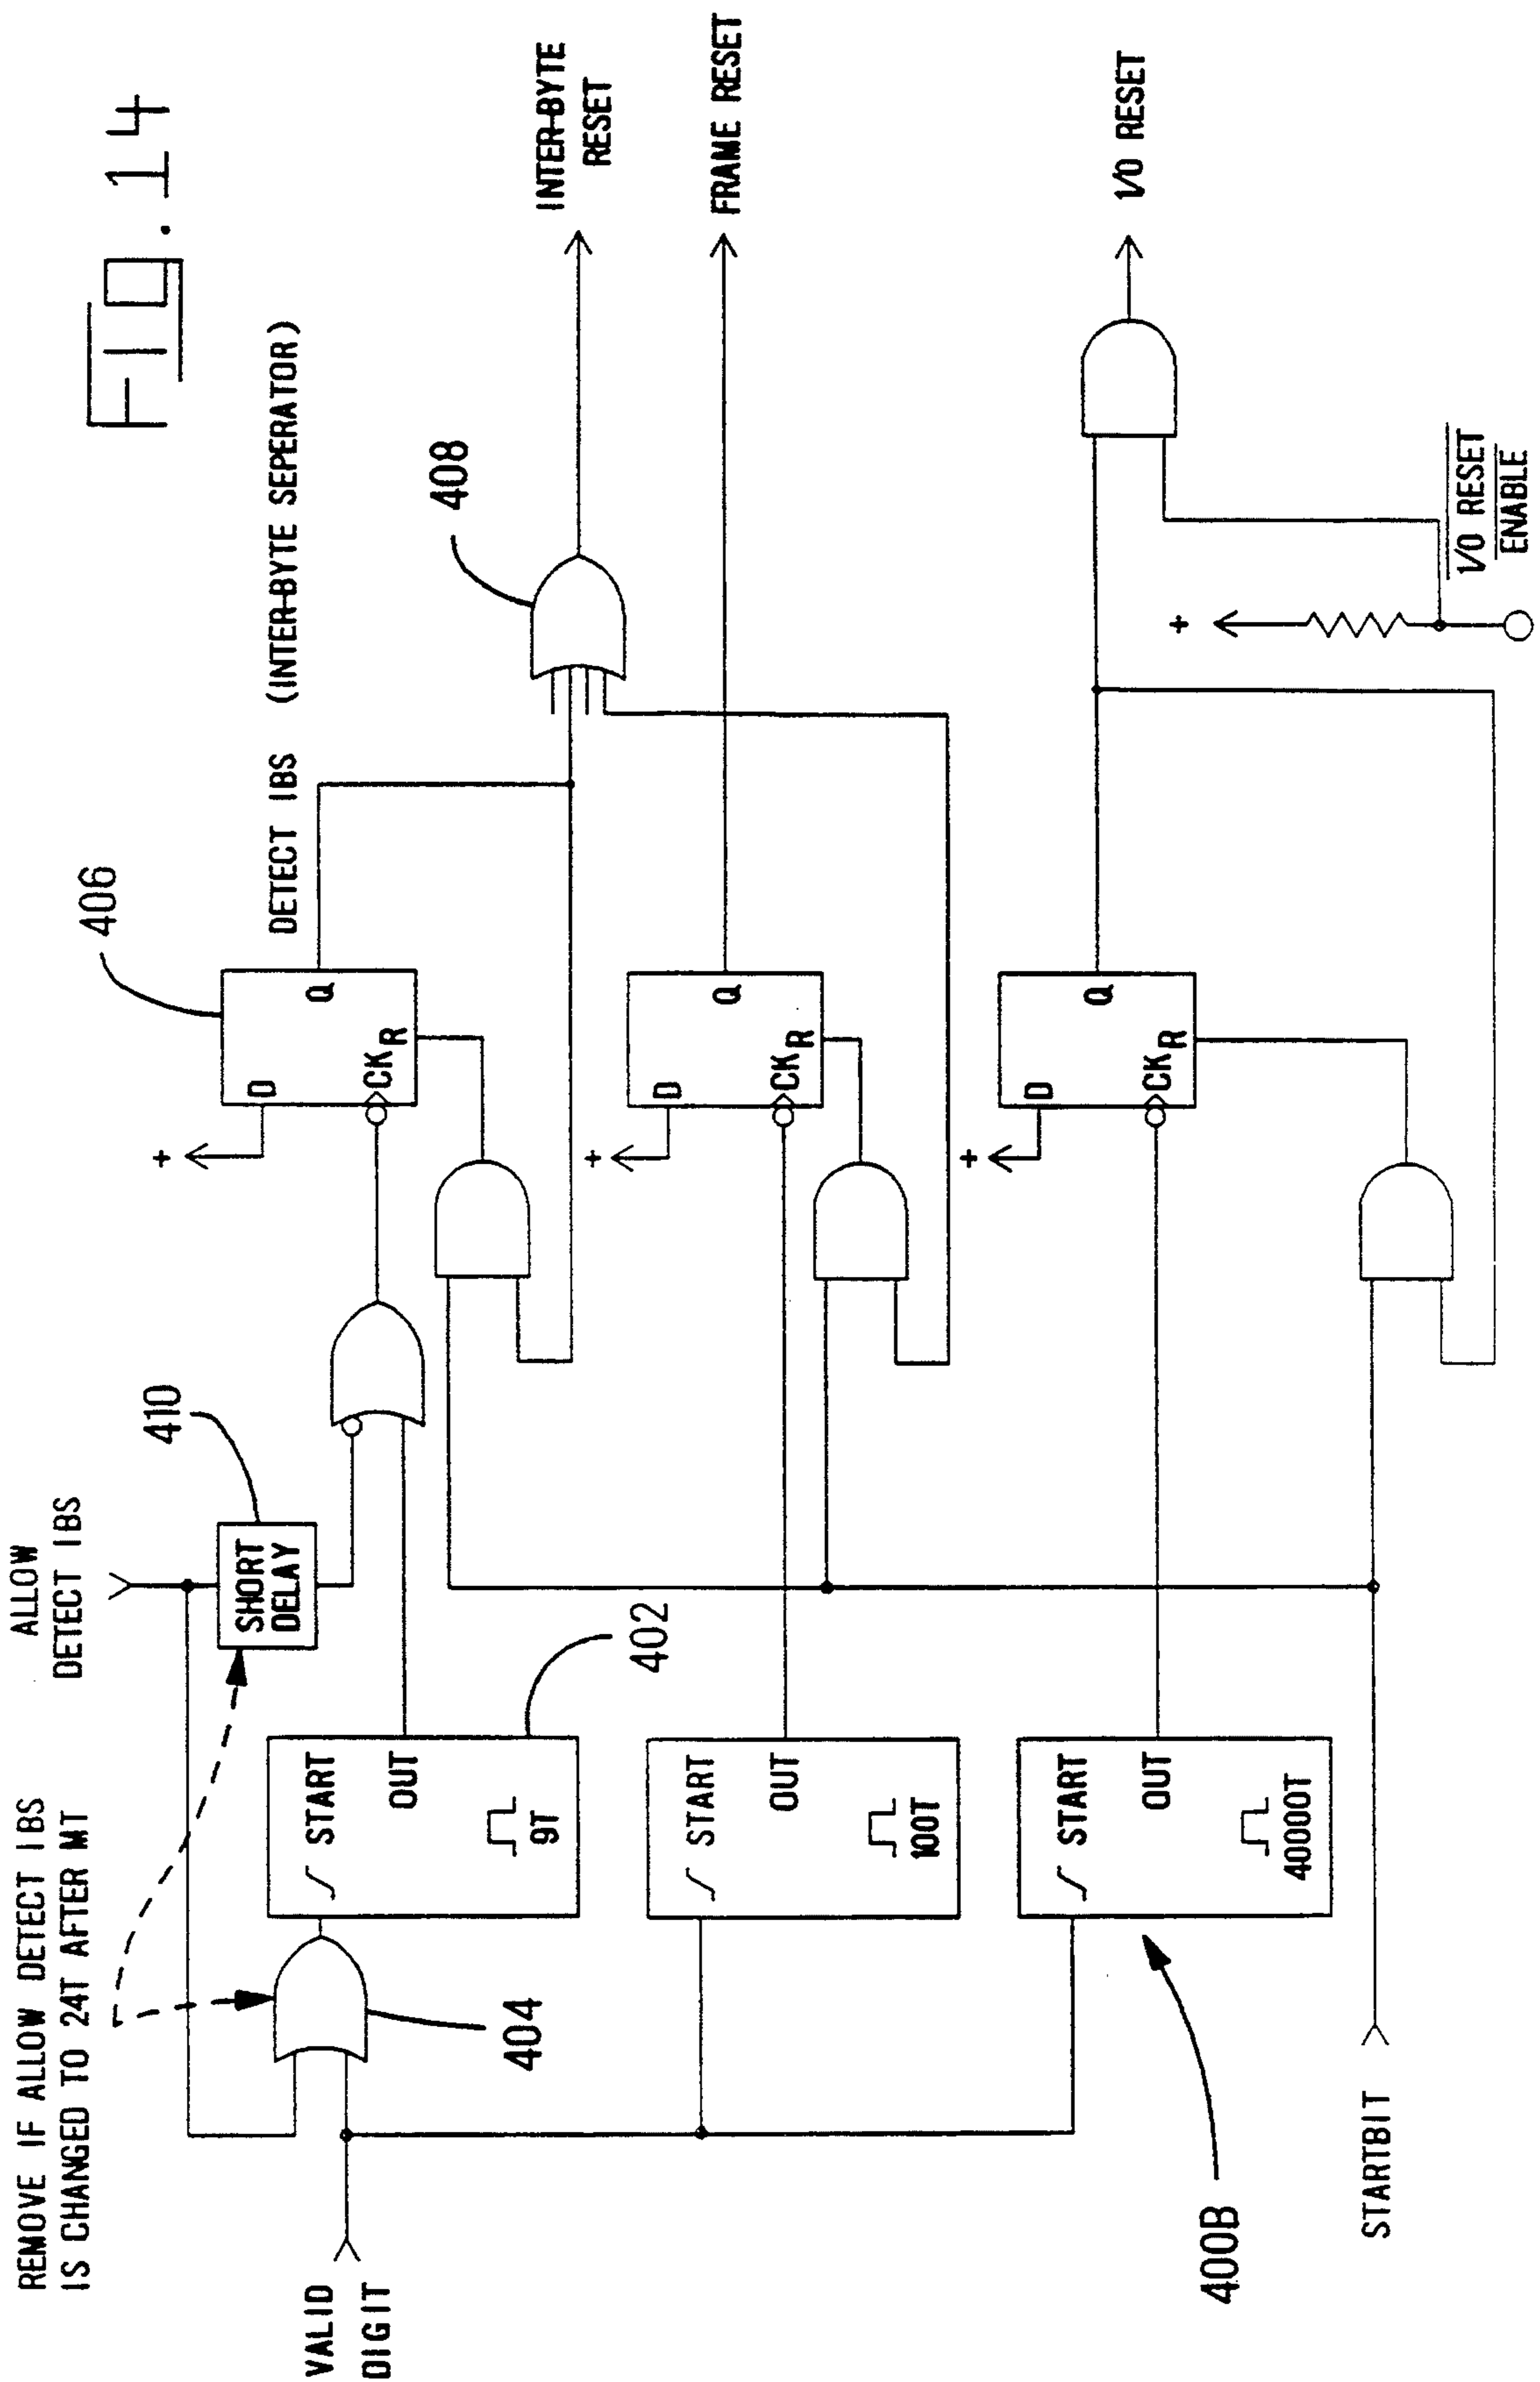 FIG. 14
REMOVE IF ALLOW DETECT IBS
IS CHANGED TO 24T AFTER MT
ALLOW
DETECT IBS
410
406
SHORT
DELAY
DETECT IBS (INTER-BYTE SEPERATOR)
408
INTER-BYTE
RESET
VALID
DIGIT
404
START
OUT
9T
402
D
CK
R
Q
FRAME RESET
START
OUT
100T
D
CK
R
Q
START
OUT
40000T
400B
D
CK
R
Q
I/O RESET
+
+
+
+
I/O RESET
ENABLE
STARTBIT